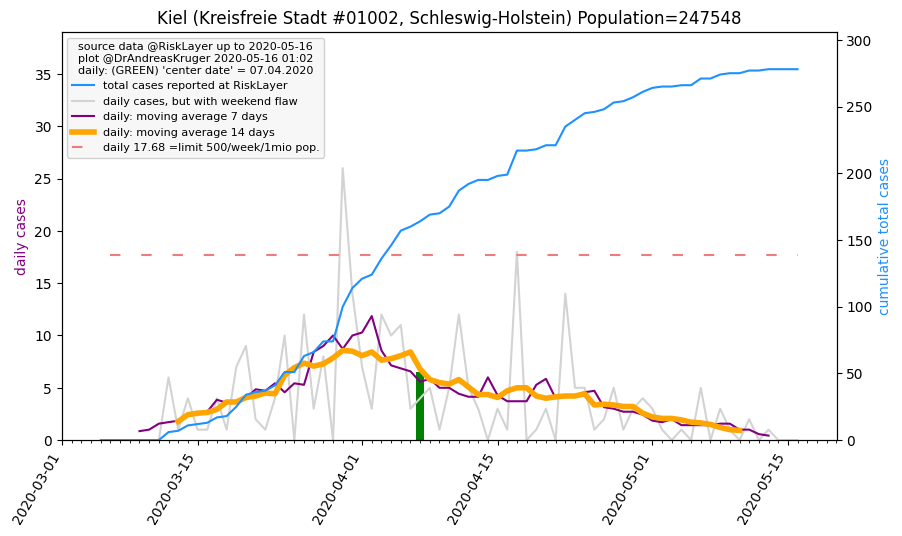 Kiel (Kreisfreie Stadt #01002, Schleswig-Holstein) Population=247548
source data @RiskLayer up to 2020-05-16
plot @DrAndreasKruger 2020-05-16 01:02
daily: (GREEN) 'center date' = 07.04.2020
total cases reported at RiskLayer
daily cases, but with weekend flaw
daily: moving average 7 days
daily: moving average 14 days
daily 17.68 =limit 500/week/1mio pop.
daily cases
35
30
25
20
15
10
5
0
cumulative total cases
300
250
200
150
100
50
0
2020-03-01
2020-03-15
2020-04-01
2020-04-15
2020-05-01
2020-05-15